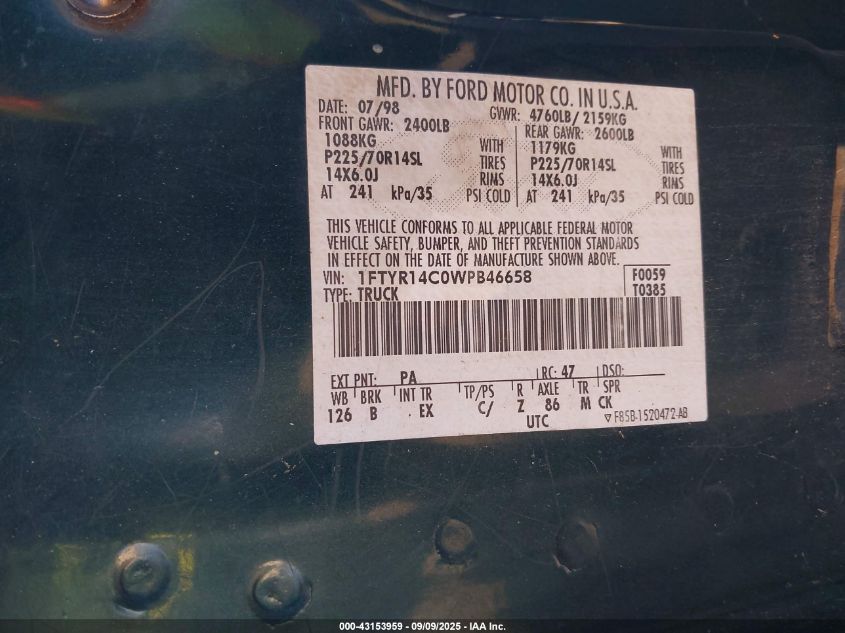 MFD. BY FORD MOTOR CO. IN U.S.A.
DATE: 07/98 GVWR: 4760LB/ 2159KG
FRONT GAWR: 2400LB REAR GAWR: 2600LB
1088KG WITH 1179KG WITH
P225/70R14SL TIRES P225/70R14SL TIRES
14X6.0J RIMS 14X6.0J RIMS
AT 241 kPa/35 PSI COLD AT 241 kPa/35 PSI COLD
THIS VEHICLE CONFORMS TO ALL APPLICABLE FEDERAL MOTOR
VEHICLE SAFETY, BUMPER, AND THEFT PREVENTION STANDARDS
IN EFFECT ON THE DATE OF MANUFACTURE SHOWN ABOVE.
VIN: 1FTYR14C0WPB46658 F0059
TYPE: TRUCK T0385
EXT PNT: PA RC: 47 DSO:
WB BRK INT TR TP/PS R AXLE TR SPR
126 B EX C/ Z 86 M CK
UTC F85B-1520472-AB
000-43153959 - 09/09/2025 - IAA Inc.